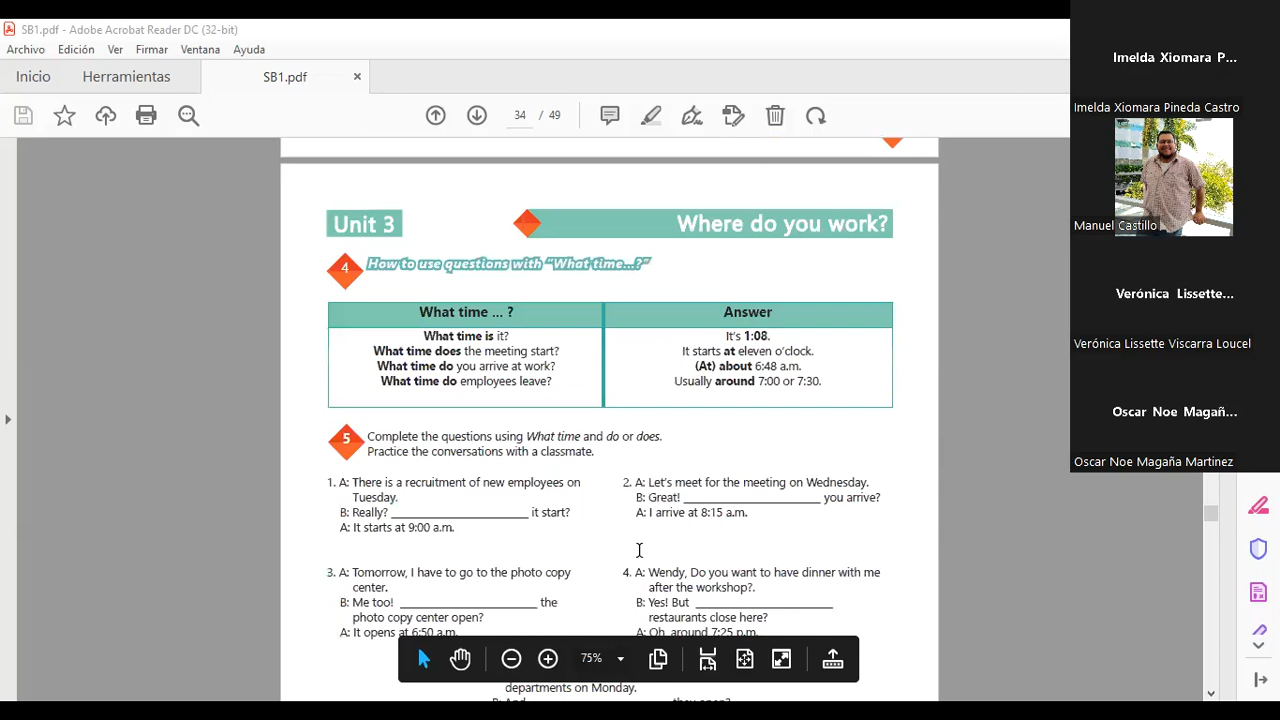 SB1.pdf - Adobe Acrobat Reader DC (32-bit)
Archivo Edición Ver Firmar Ventana Ayuda
Inicio Herramientas SB1.pdf ×
34 / 49
Unit 3 Where do you work?
4 How to use questions with “What time...?”
What time ... ? Answer
What time is it? It’s 1:08.
What time does the meeting start? It starts at eleven o’clock.
What time do you arrive at work? (At) about 6:48 a.m.
What time do employees leave? Usually around 7:00 or 7:30.
5 Complete the questions using What time and do or does.
Practice the conversations with a classmate.
1. A: There is a recruitment of new employees on
Tuesday.
B: Really? ____________________ it start?
A: It starts at 9:00 a.m.
2. A: Let’s meet for the meeting on Wednesday.
B: Great! ____________________ you arrive?
A: I arrive at 8:15 a.m.
3. A: Tomorrow, I have to go to the photo copy
center.
B: Me too! ____________________ the
photo copy center open?
A: It opens at 6:50 a.m.
4. A: Wendy, Do you want to have dinner with me
after the workshop?.
B: Yes! But ____________________
restaurants close here?
A: Oh, around 7:25 p.m.
75%
departments on Monday.
B: And ____________________ they open?
Imelda Xiomara P...
Imelda Xiomara Pineda Castro
Manuel Castillo
Verónica Lissette...
Verónica Lissette Viscarra Loucel
Oscar Noe Magañ...
Oscar Noe Magaña Martinez